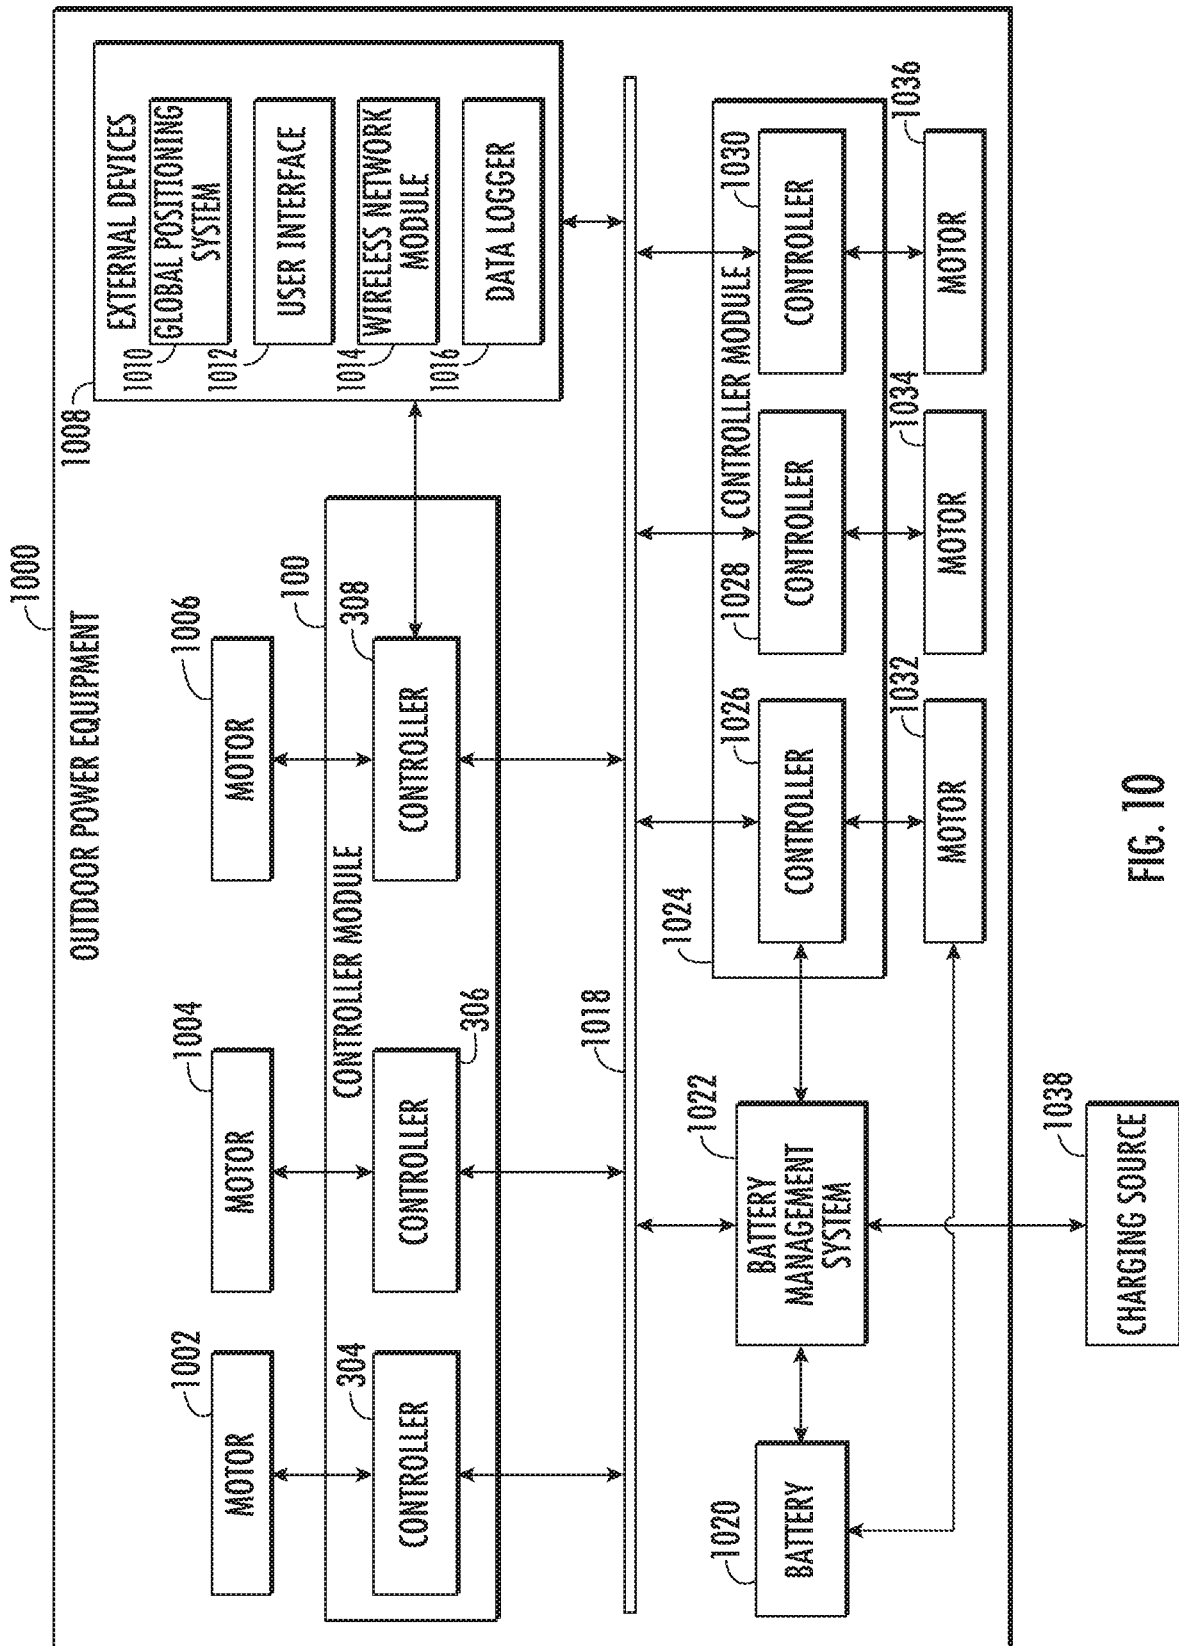 1000
OUTDOOR POWER EQUIPMENT
1002
MOTOR
1004
MOTOR
1006
MOTOR
100
CONTROLLER MODULE
304
CONTROLLER
306
CONTROLLER
308
CONTROLLER
1008
EXTERNAL DEVICES
1010
GLOBAL POSITIONING
SYSTEM
1012
USER INTERFACE
1014
WIRELESS NETWORK
MODULE
1016
DATA LOGGER
1018
1020
BATTERY
1022
BATTERY
MANAGEMENT
SYSTEM
1024
CONTROLLER MODULE
1026
CONTROLLER
1028
CONTROLLER
1030
CONTROLLER
1032
MOTOR
1034
MOTOR
1036
MOTOR
1038
CHARGING SOURCE
FIG. 10